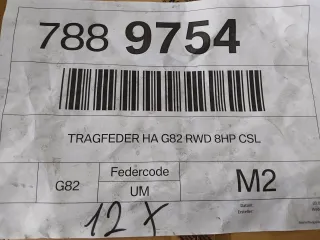 788 9754
TRAGFEDER HA G82 RWD 8HP CSL
G82
Federcode
UM
M2
12 X